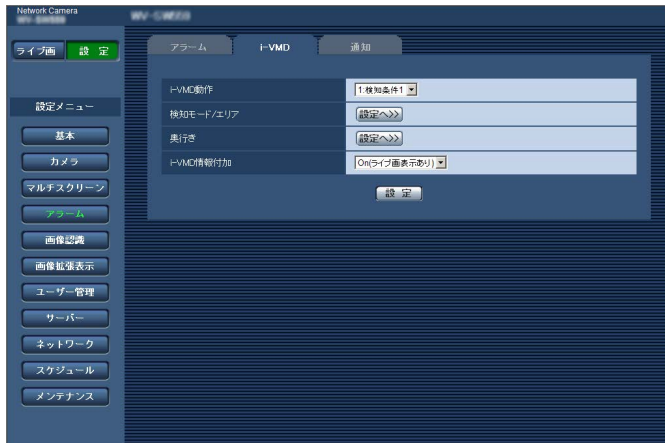 Network Camera
ライブ画
設 定
アラーム
i-VMD
通知
i-VMD動作
1:検知条件1
検知モード/エリア
設定へ>>
奥行き
設定へ>>
i-VMD情報付加
On(ライブ画表示あり)
設 定
設定メニュー
基本
カメラ
マルチスクリーン
アラーム
画像認識
画像拡張表示
ユーザー管理
サーバー
ネットワーク
スケジュール
メンテナンス